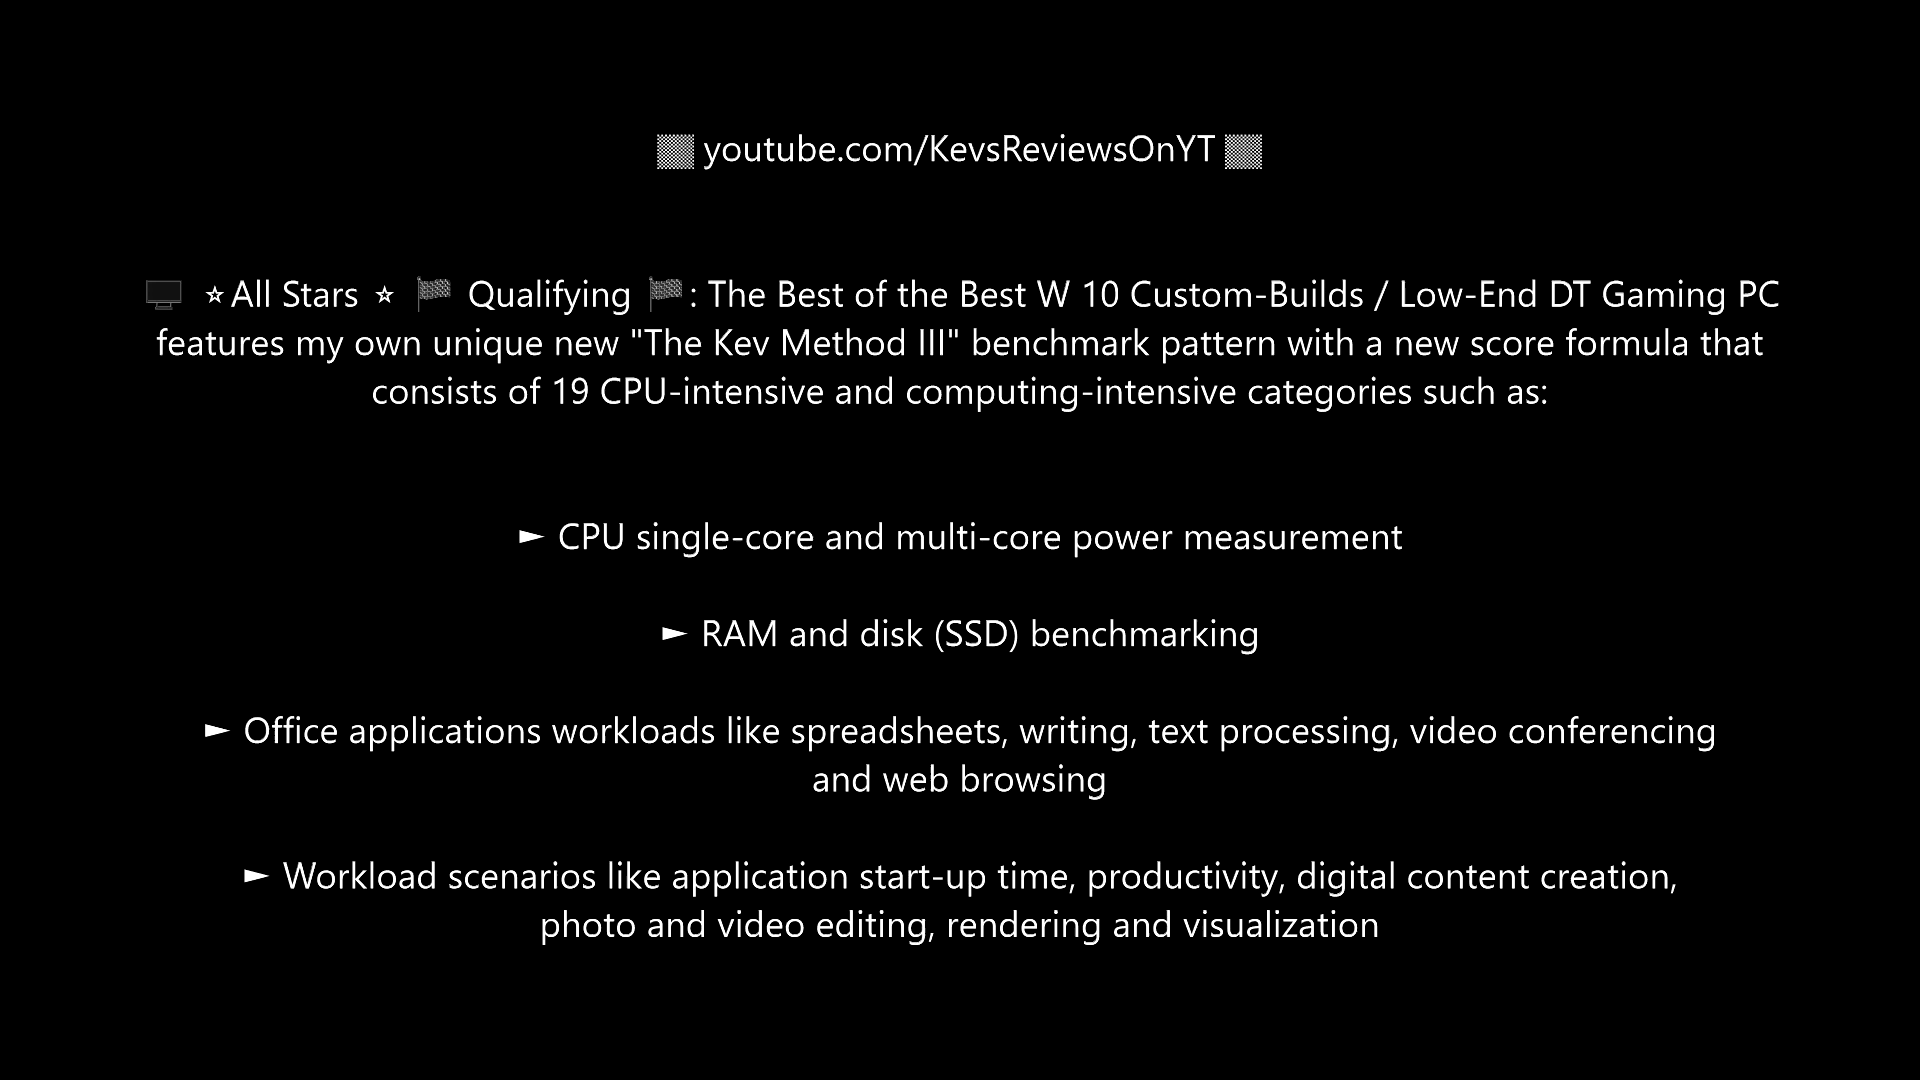 ▒ youtube.com/KevsReviewsOnYT ▒
🖥 ⭐All Stars ⭐ 🏁 Qualifying 🏁: The Best of the Best W 10 Custom-Builds / Low-End DT Gaming PC
features my own unique new "The Kev Method III" benchmark pattern with a new score formula that
consists of 19 CPU-intensive and computing-intensive categories such as:
► CPU single-core and multi-core power measurement
► RAM and disk (SSD) benchmarking
► Office applications workloads like spreadsheets, writing, text processing, video conferencing
and web browsing
► Workload scenarios like application start-up time, productivity, digital content creation,
photo and video editing, rendering and visualization